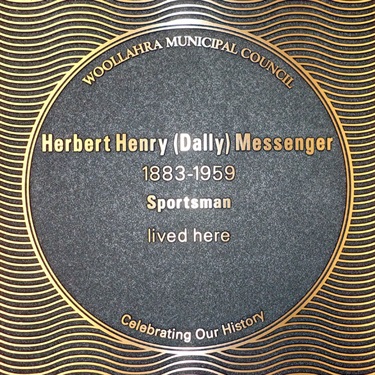 WOOLLAHRA MUNICIPAL COUNCIL
Herbert Henry (Dally) Messenger
1883-1959
Sportsman
lived here
Celebrating Our History